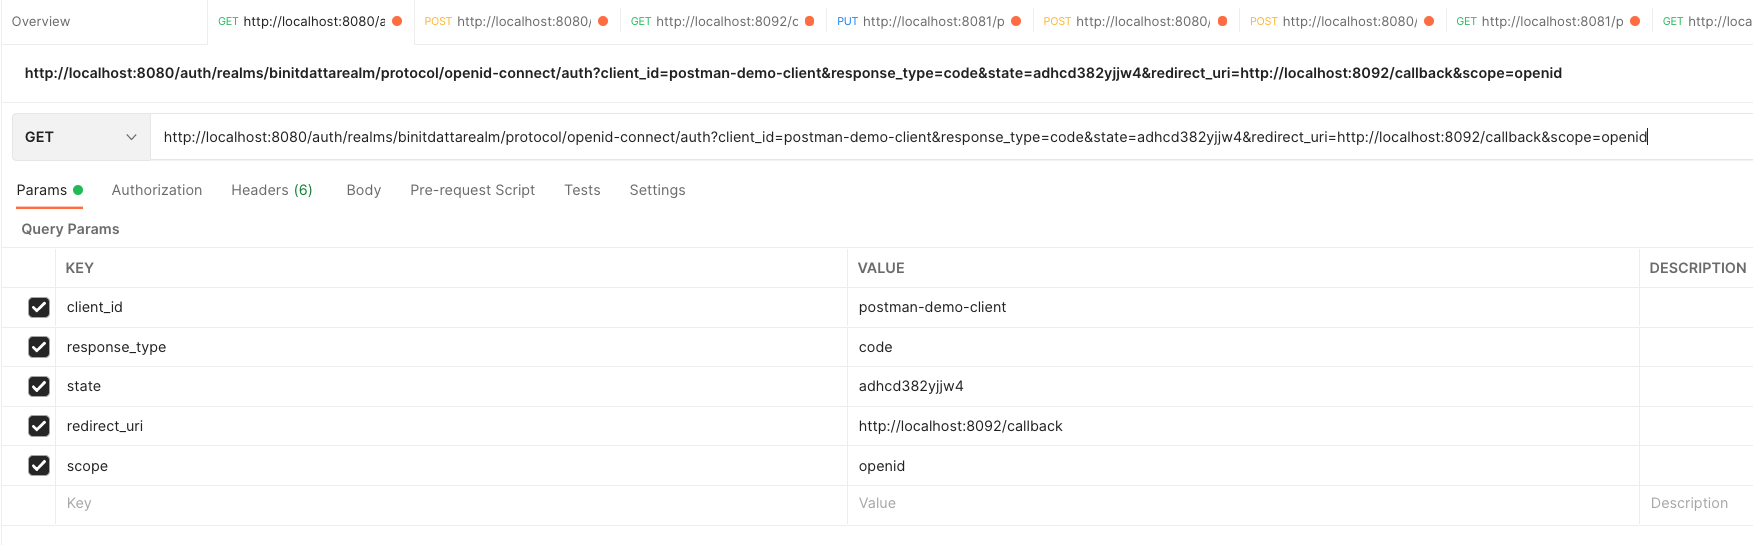 Overview GET http://localhost:8080/a POST http://localhost:8080/ GET http://localhost:8092/c PUT http://localhost:8081/p POST http://localhost:8080/ POST http://localhost:8080/ GET http://localhost:8081/p GET http://loca
http://localhost:8080/auth/realms/binitdattarealm/protocol/openid-connect/auth?client_id=postman-demo-client&response_type=code&state=adhcd382yjjw4&redirect_uri=http://localhost:8092/callback&scope=openid
GET http://localhost:8080/auth/realms/binitdattarealm/protocol/openid-connect/auth?client_id=postman-demo-client&response_type=code&state=adhcd382yjjw4&redirect_uri=http://localhost:8092/callback&scope=openid
Params Authorization Headers (6) Body Pre-request Script Tests Settings
Query Params
KEY VALUE DESCRIPTION
client_id postman-demo-client
response_type code
state adhcd382yjjw4
redirect_uri http://localhost:8092/callback
scope openid
Key Value Description